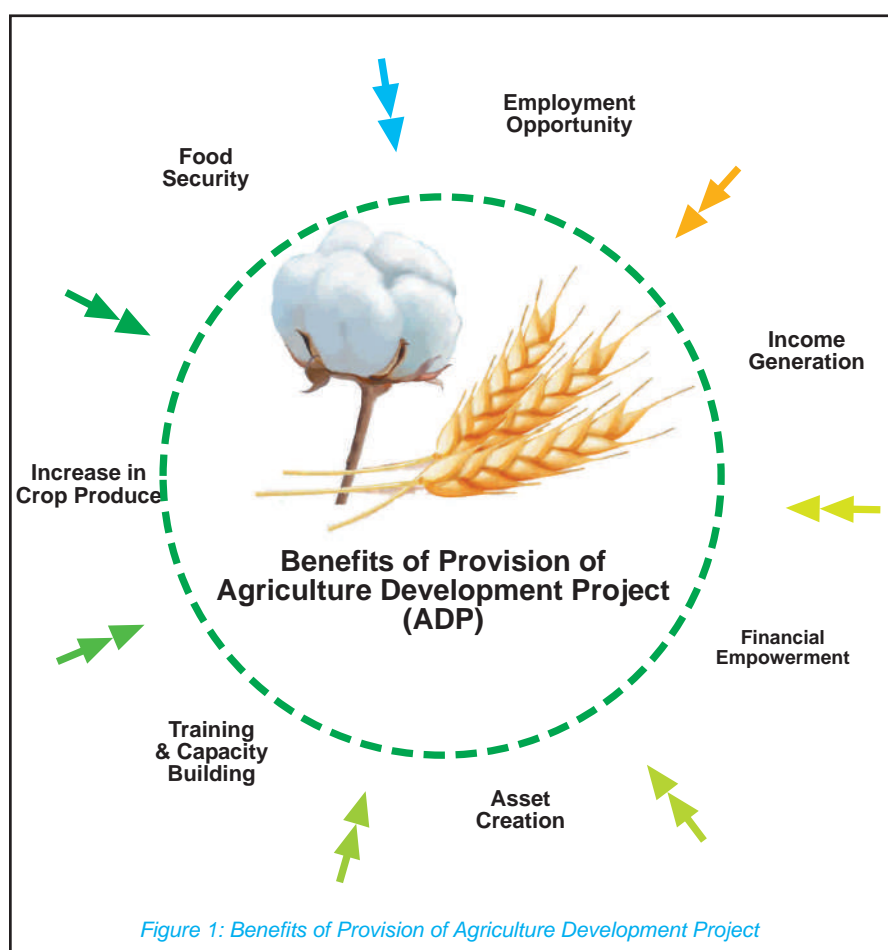 Employment
Opportunity
Food
Security
Income
Generation
Increase in
Crop Produce
Benefits of Provision of
Agriculture Development Project
(ADP)
Financial
Empowerment
Training
& Capacity
Building
Asset
Creation
Figure 1: Benefits of Provision of Agriculture Development Project